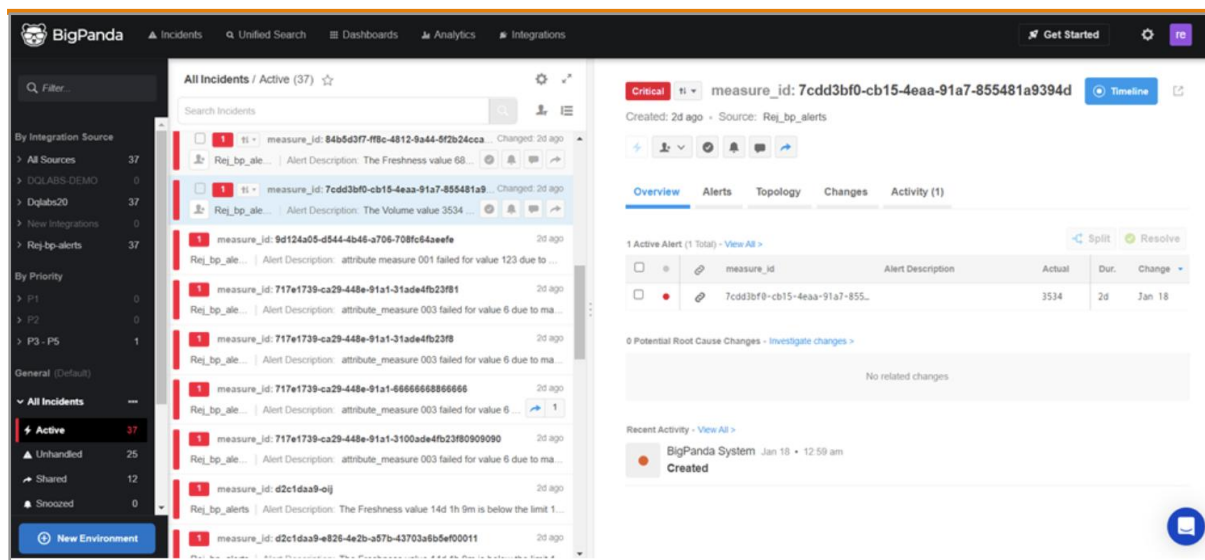 BigPanda Incidents Unified Search Dashboards Analytics Integrations Get Started re
Filter...
By Integration Source
All Sources 37
DQLABS-DEMO 0
Dqlabs20 37
New Integrations 0
Rej-bp-alerts 37
By Priority
P1 0
P2 0
P3 - P5 1
General (Default)
All Incidents
Active 37
Unhandled 25
Shared 12
Snoozed 0
New Environment
All Incidents / Active (37)
Search Incidents
1 measure_id: 84b5d3f7-ff8c-4812-9a44-5f2b24cca... Changed: 2d ago
Rej_bp_ale... | Alert Description: The Freshness value 68...
1 measure_id: 7cdd3bf0-cb15-4eaa-91a7-855481a9... Changed: 2d ago
Rej_bp_ale... | Alert Description: The Volume value 3534 ...
1 measure_id: 9d124a05-d544-4b46-a706-708fc64aeefe 2d ago
Rej_bp_ale... | Alert Description: attribute measure 001 failed for value 123 due to ...
1 measure_id: 717e1739-ca29-448e-91a1-31ade4fb23f81 2d ago
Rej_bp_ale... | Alert Description: attribute_measure 003 failed for value 6 due to ma...
1 measure_id: 717e1739-ca29-448e-91a1-31ade4fb23f8 2d ago
Rej_bp_ale... | Alert Description: attribute_measure 003 failed for value 6 due to ma...
1 measure_id: 717e1739-ca29-448e-91a1-66666668866666 2d ago
Rej_bp_ale... | Alert Description: attribute_measure 003 failed for value 6 ... 1
1 measure_id: 717e1739-ca29-448e-91a1-3100ade4fb23f80909090 2d ago
Rej_bp_ale... | Alert Description: attribute_measure 003 failed for value 6 due to ma...
1 measure_id: d2c1daa9-oij 2d ago
Rej_bp_alerts | Alert Description: The Freshness value 14d 1h 9m is below the limit 1...
1 measure_id: d2c1daa9-e826-4e2b-a57b-43703a6b5ef00011 2d ago
Critical measure_id: 7cdd3bf0-cb15-4eaa-91a7-855481a9394d Timeline
Created: 2d ago • Source: Rej_bp_alerts
Overview Alerts Topology Changes Activity (1)
1 Active Alert (1 Total) - View All > Split Resolve
measure_id Alert Description Actual Dur. Change
7cdd3bf0-cb15-4eaa-91a7-855... 3534 2d Jan 18
0 Potential Root Cause Changes - Investigate changes >
No related changes
Recent Activity - View All >
BigPanda System Jan 18 • 12:59 am
Created